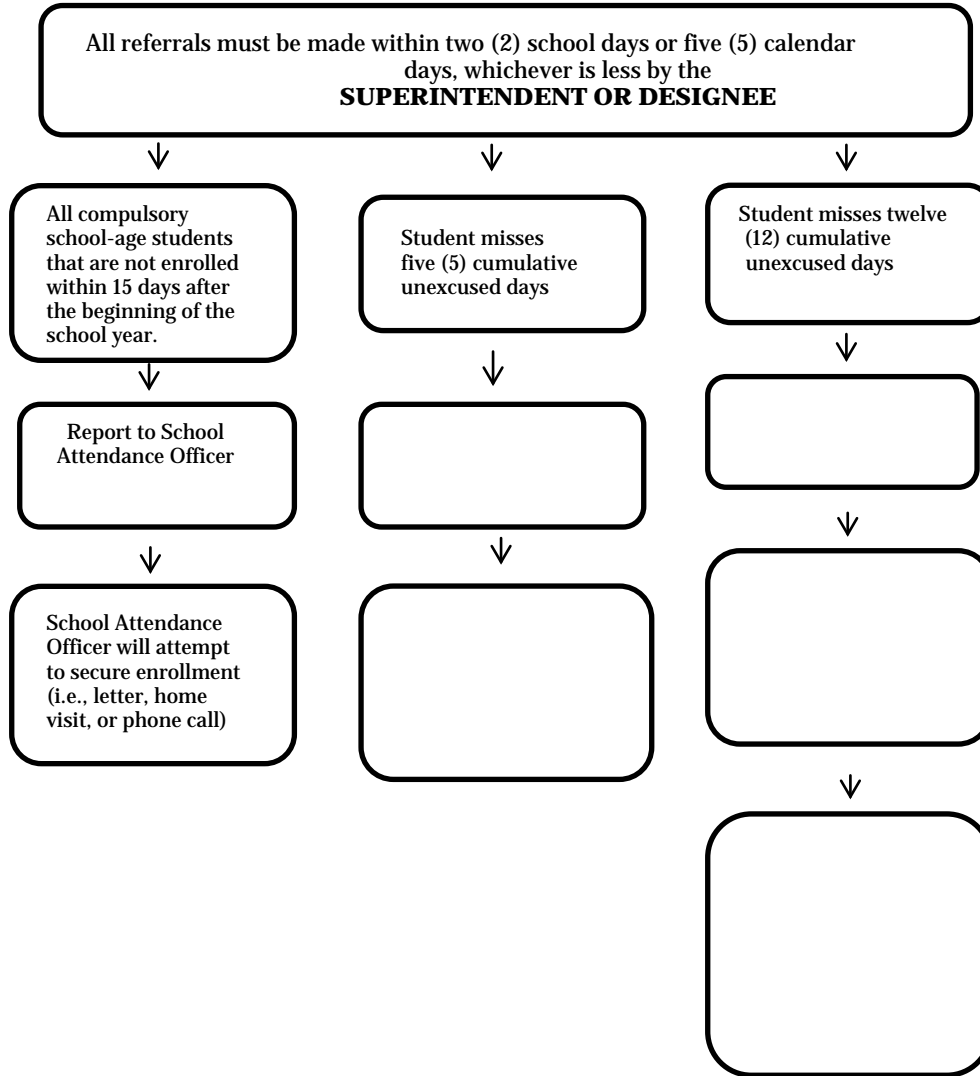 All referrals must be made within two (2) school days or five (5) calendar
days, whichever is less by the
SUPERINTENDENT OR DESIGNEE
All compulsory
school-age students
that are not enrolled
within 15 days after
the beginning of the
school year.
Report to School
Attendance Officer
School Attendance
Officer will attempt
to secure enrollment
(i.e., letter, home
visit, or phone call)
Student misses
five (5) cumulative
unexcused days
Student misses twelve
(12) cumulative
unexcused days